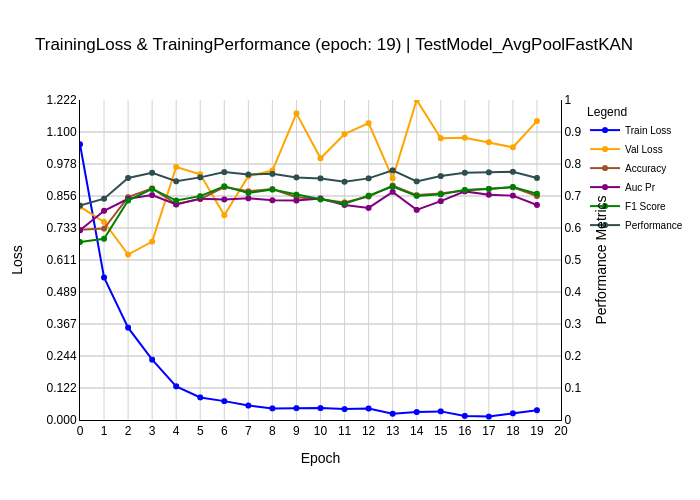 TrainingLoss & TrainingPerformance (epoch: 19) | TestModel_AvgPoolFastKAN
1.222
1.100
0.978
0.856
0.733
0.611
0.489
0.367
0.244
0.122
0.000
Loss
0 1 2 3 4 5 6 7 8 9 10 11 12 13 14 15 16 17 18 19 20
Epoch
1
0.9
0.8
0.7
0.6
0.5
0.4
0.3
0.2
0.1
0
Performance Metrics
Legend
Train Loss
Val Loss
Accuracy
Auc Pr
F1 Score
Performance